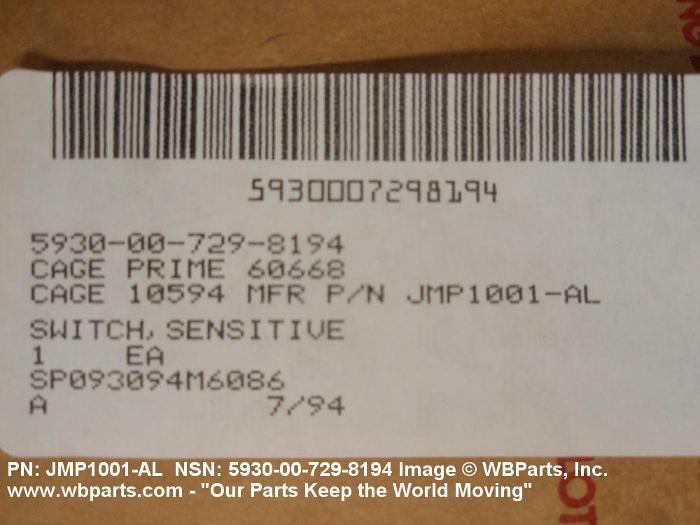 5930007298194
5930-00-729-8194
CAGE PRIME 60668
CAGE 10594 MFR P/N JMP1001-AL
SWITCH, SENSITIVE
1 EA
SP093094M6086
A 7/94
PN: JMP1001-AL NSN: 5930-00-729-8194 Image © WBParts, Inc.
www.wbparts.com - "Our Parts Keep the World Moving"